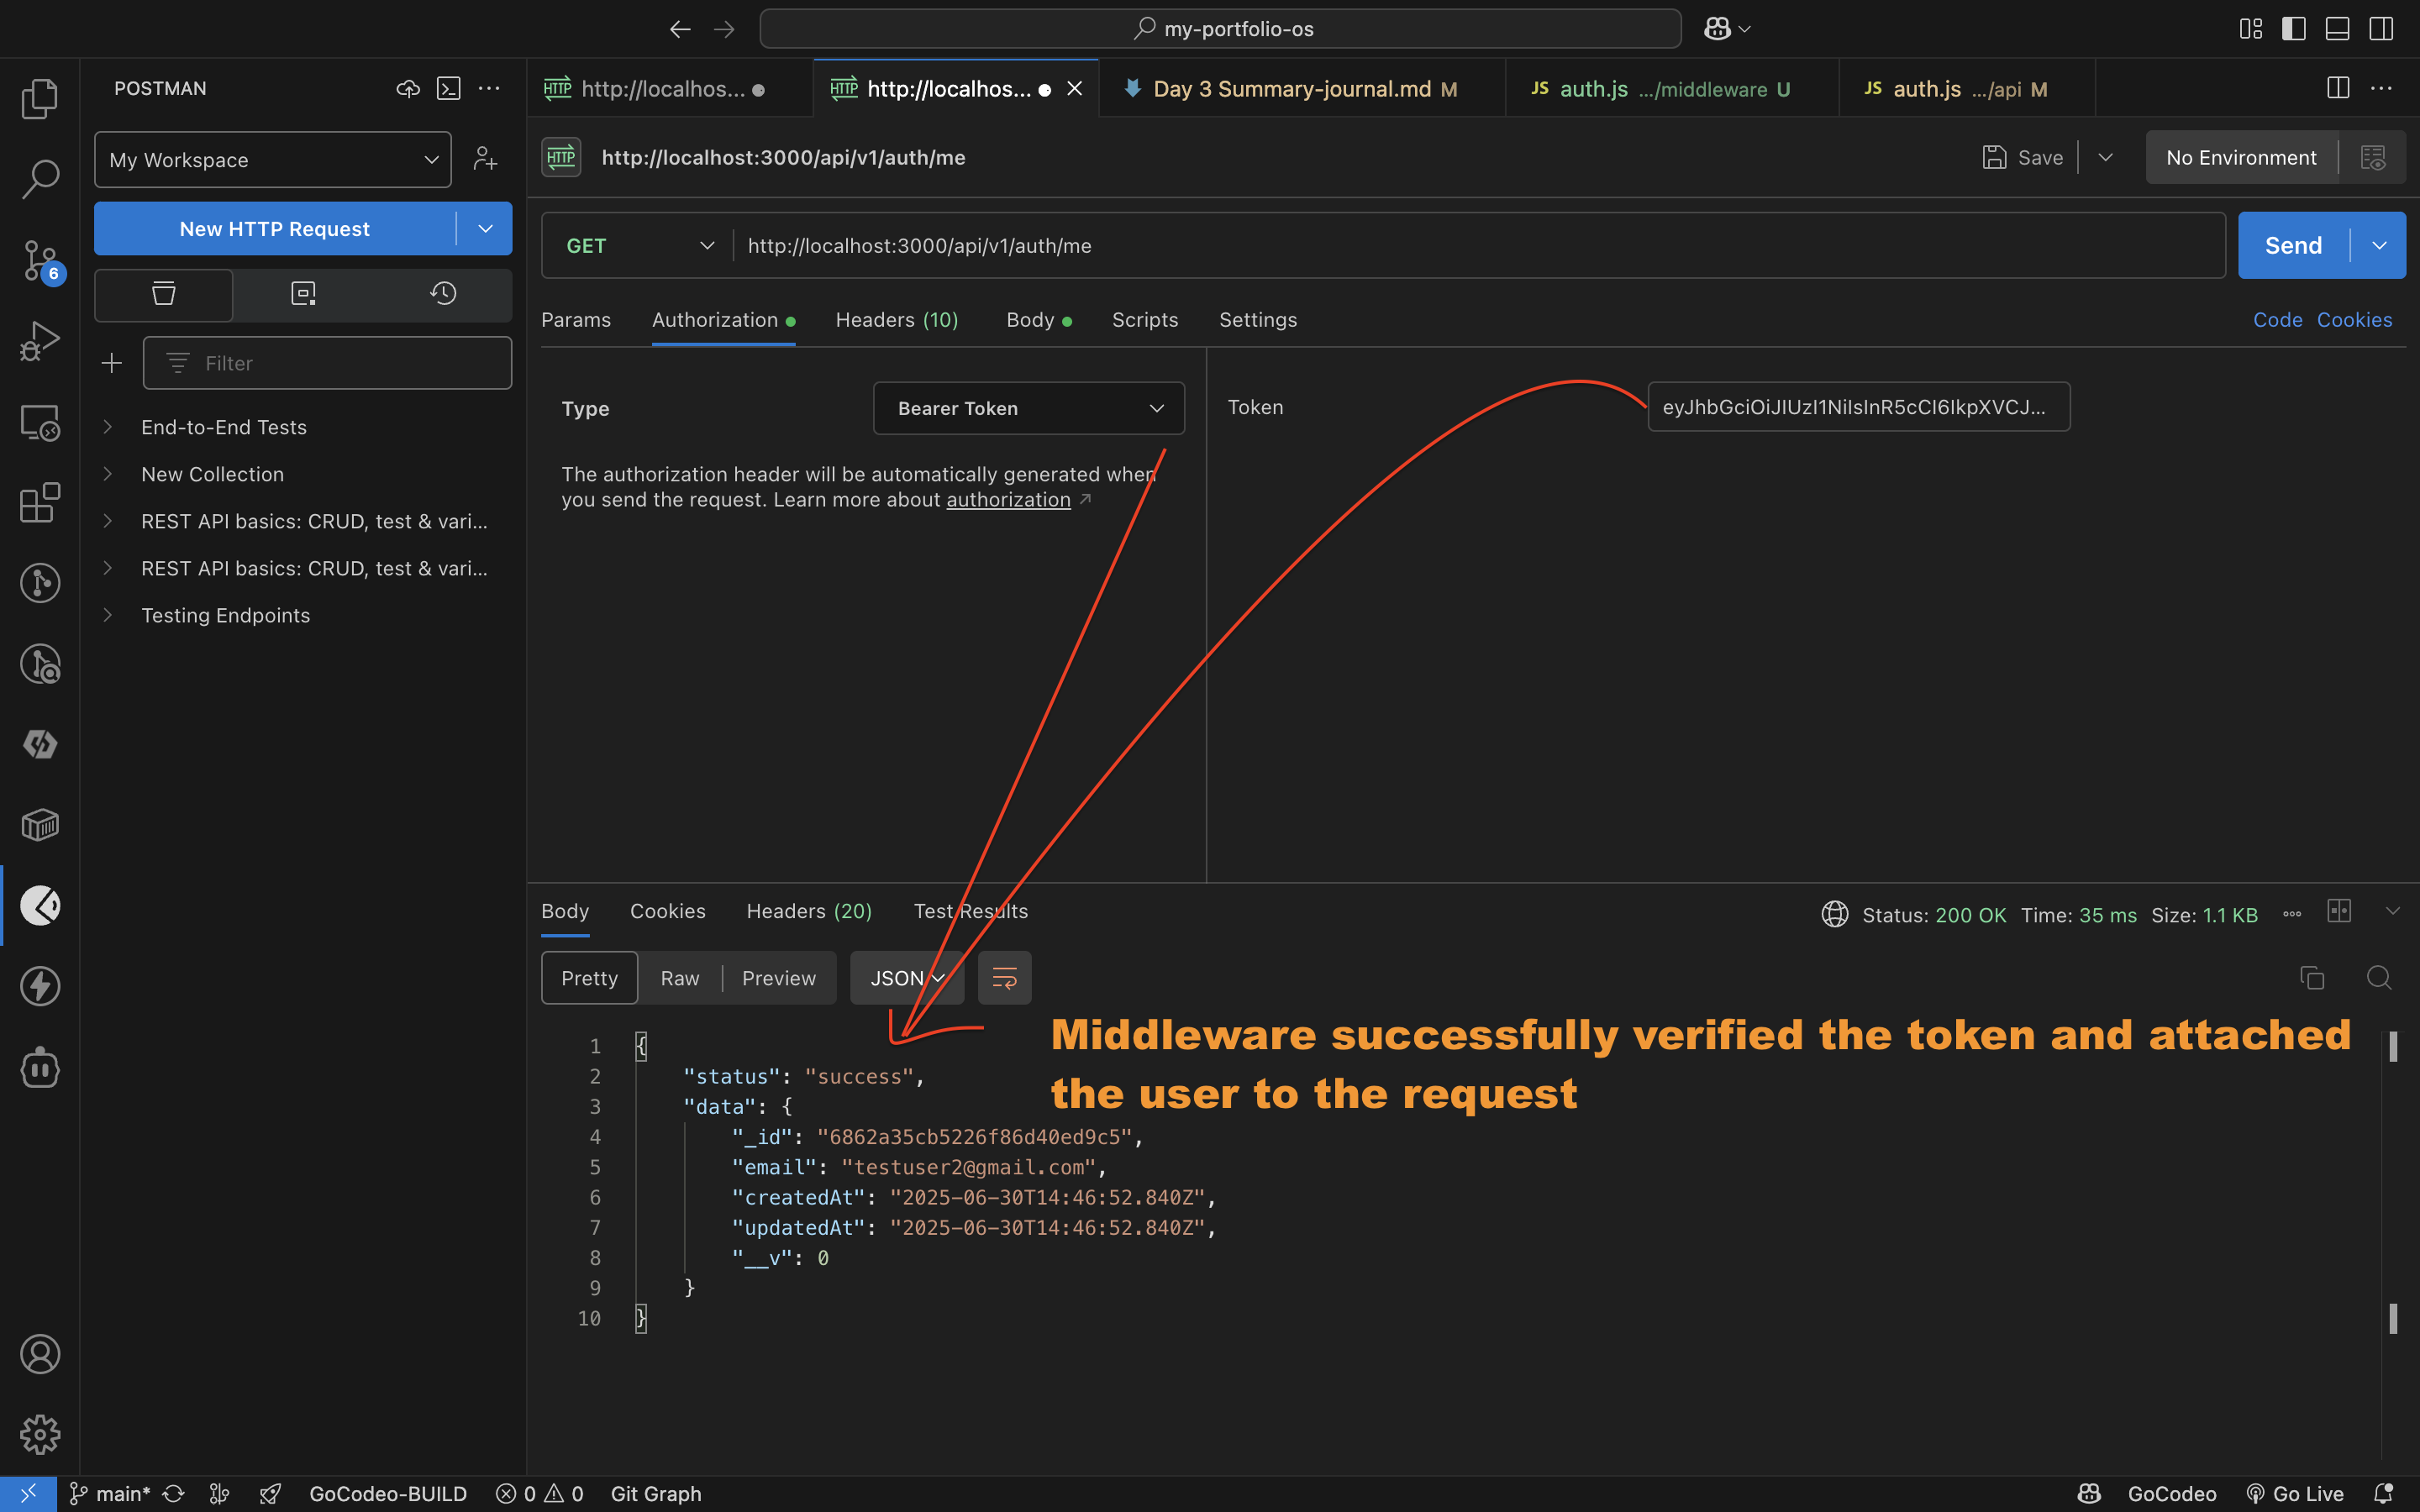 my-portfolio-os
POSTMAN
My Workspace
New HTTP Request
6
Filter
End-to-End Tests
New Collection
REST API basics: CRUD, test & vari...
REST API basics: CRUD, test & vari...
Testing Endpoints
HTTP http://localhos...
HTTP http://localhos...
Day 3 Summary-journal.md M
JS auth.js .../middleware U
JS auth.js .../api M
HTTP http://localhost:3000/api/v1/auth/me
Save
No Environment
GET
http://localhost:3000/api/v1/auth/me
Send
Params
Authorization
Headers (10)
Body
Scripts
Settings
Code
Cookies
Type
Bearer Token
The authorization header will be automatically generated when
you send the request. Learn more about authorization
Token
eyJhbGciOiJIUzI1NiIsInR5cCI6IkpXVCJ...
Body
Cookies
Headers (20)
Test Results
Status: 200 OK Time: 35 ms Size: 1.1 KB
Pretty
Raw
Preview
JSON
Middleware successfully verified the token and attached
the user to the request
1 {
2 "status": "success",
3 "data": {
4 "_id": "6862a35cb5226f86d40ed9c5",
5 "email": "testuser2@gmail.com",
6 "createdAt": "2025-06-30T14:46:52.840Z",
7 "updatedAt": "2025-06-30T14:46:52.840Z",
8 "__v": 0
9 }
10 }
main*
GoCodeo-BUILD
0
0
Git Graph
GoCodeo
Go Live